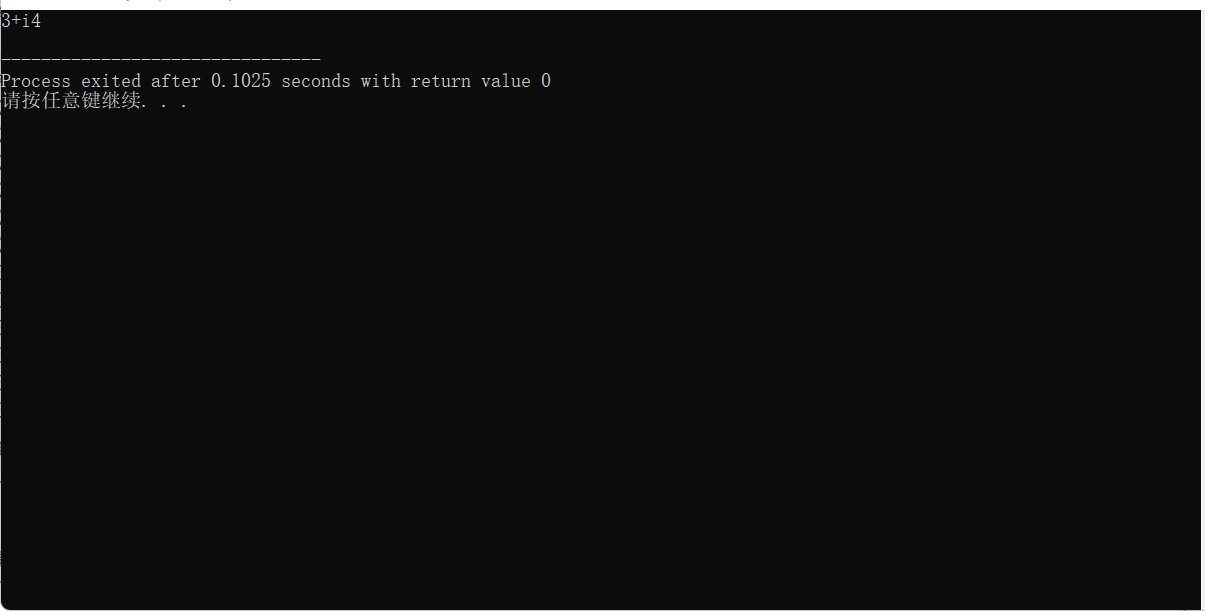 3+i4
--------------------------------
Process exited after 0.1025 seconds with return value 0
请按任意键继续. . .